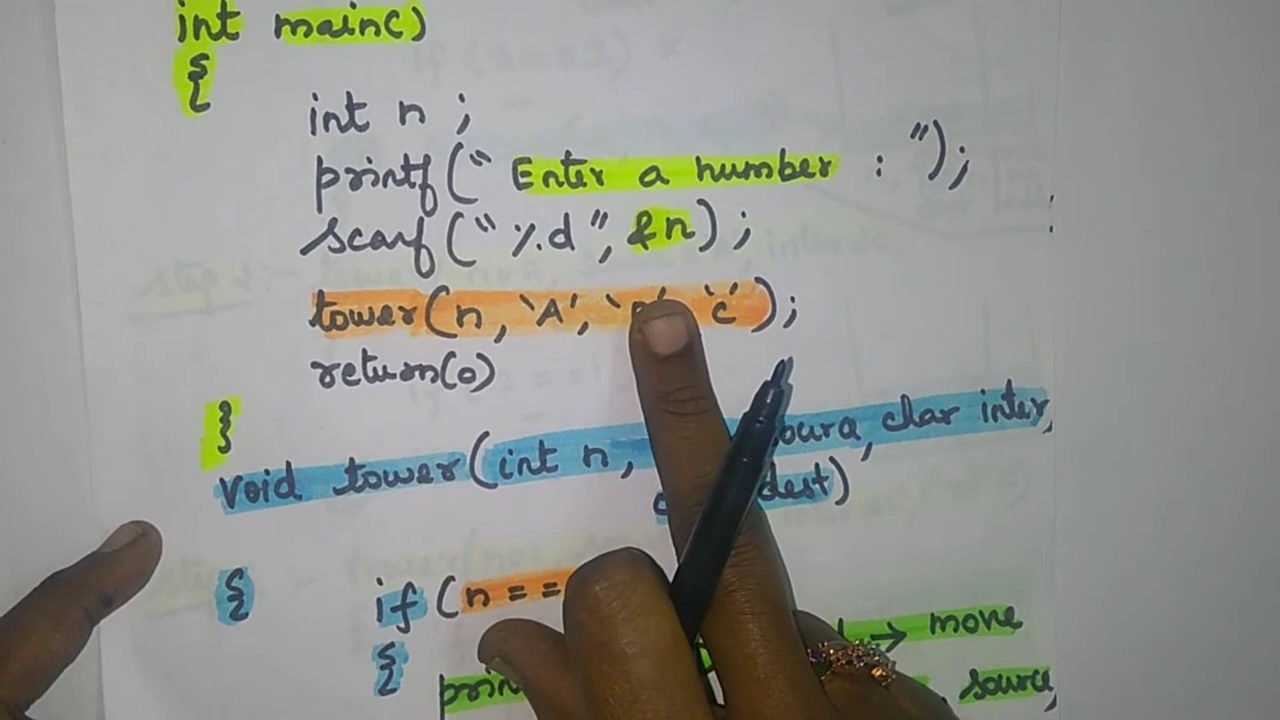 int main()
{
int n ;
printf(" Enter a number : ");
scanf("%d", &n);
tower(n, 'A', 'c');
return(0)
}
void tower(int n, char inter,
dest)
{ if (n ==
{ → move
source,